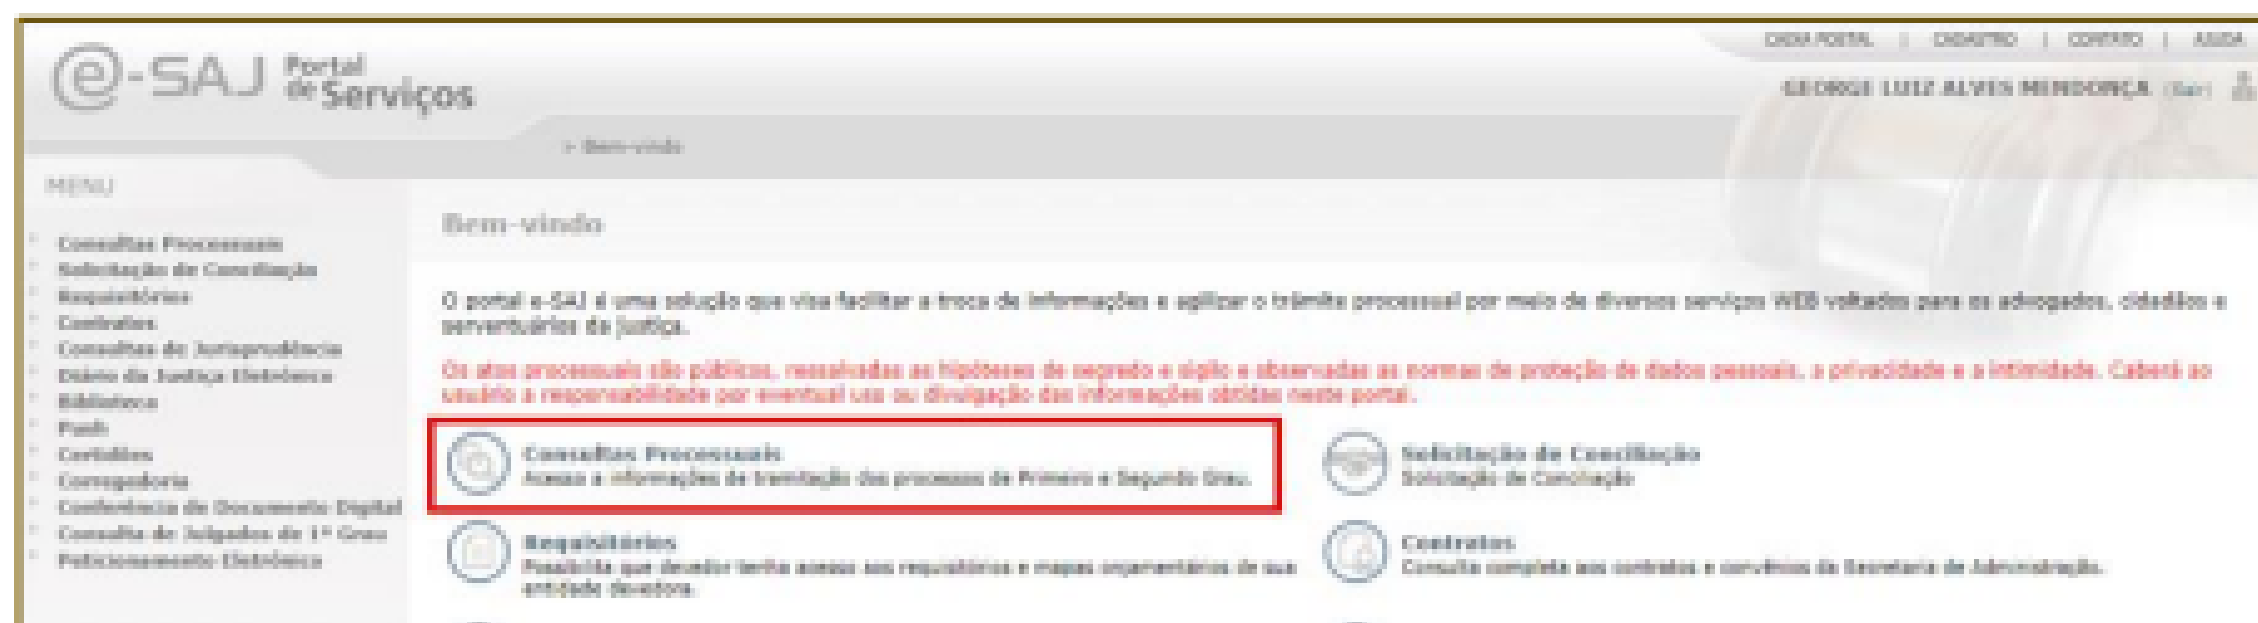 e-SAJ Portal de Serviços
CAIXA POSTAL | CADASTRO | CONTATO | AJUDA
GEORGE LUIZ ALVES MENDONÇA (Sair)
> Bem-vindo
MENU
Consultas Processuais
Solicitação de Conciliação
Requisitórios
Contratos
Consultas de Jurisprudência
Diário da Justiça Eletrônico
Biblioteca
Push
Certidões
Corregedoria
Conferência de Documento Digital
Consulta de Julgados de 1º Grau
Peticionamento Eletrônico
Bem-vindo
O portal e-SAJ é uma solução que visa facilitar a troca de informações e agilizar o trâmite processual por meio de diversos serviços WEB voltados para os advogados, cidadãos e
serventuários da justiça.
Os atos processuais são públicos, ressalvadas as hipóteses de segredo e sigilo e observadas as normas de proteção de dados pessoais, a privacidade e a intimidade. Caberá ao
usuário a responsabilidade por eventual uso ou divulgação das informações obtidas neste portal.
Consultas Processuais
Acesso a informações de tramitação dos processos de Primeiro e Segundo Grau.
Solicitação de Conciliação
Solicitação de Conciliação
Requisitórios
Possibilita que devedor tenha acesso aos requisitórios e mapas orçamentários de sua
entidade devedora.
Contratos
Consulta completa aos contratos e convênios da Secretaria de Administração.